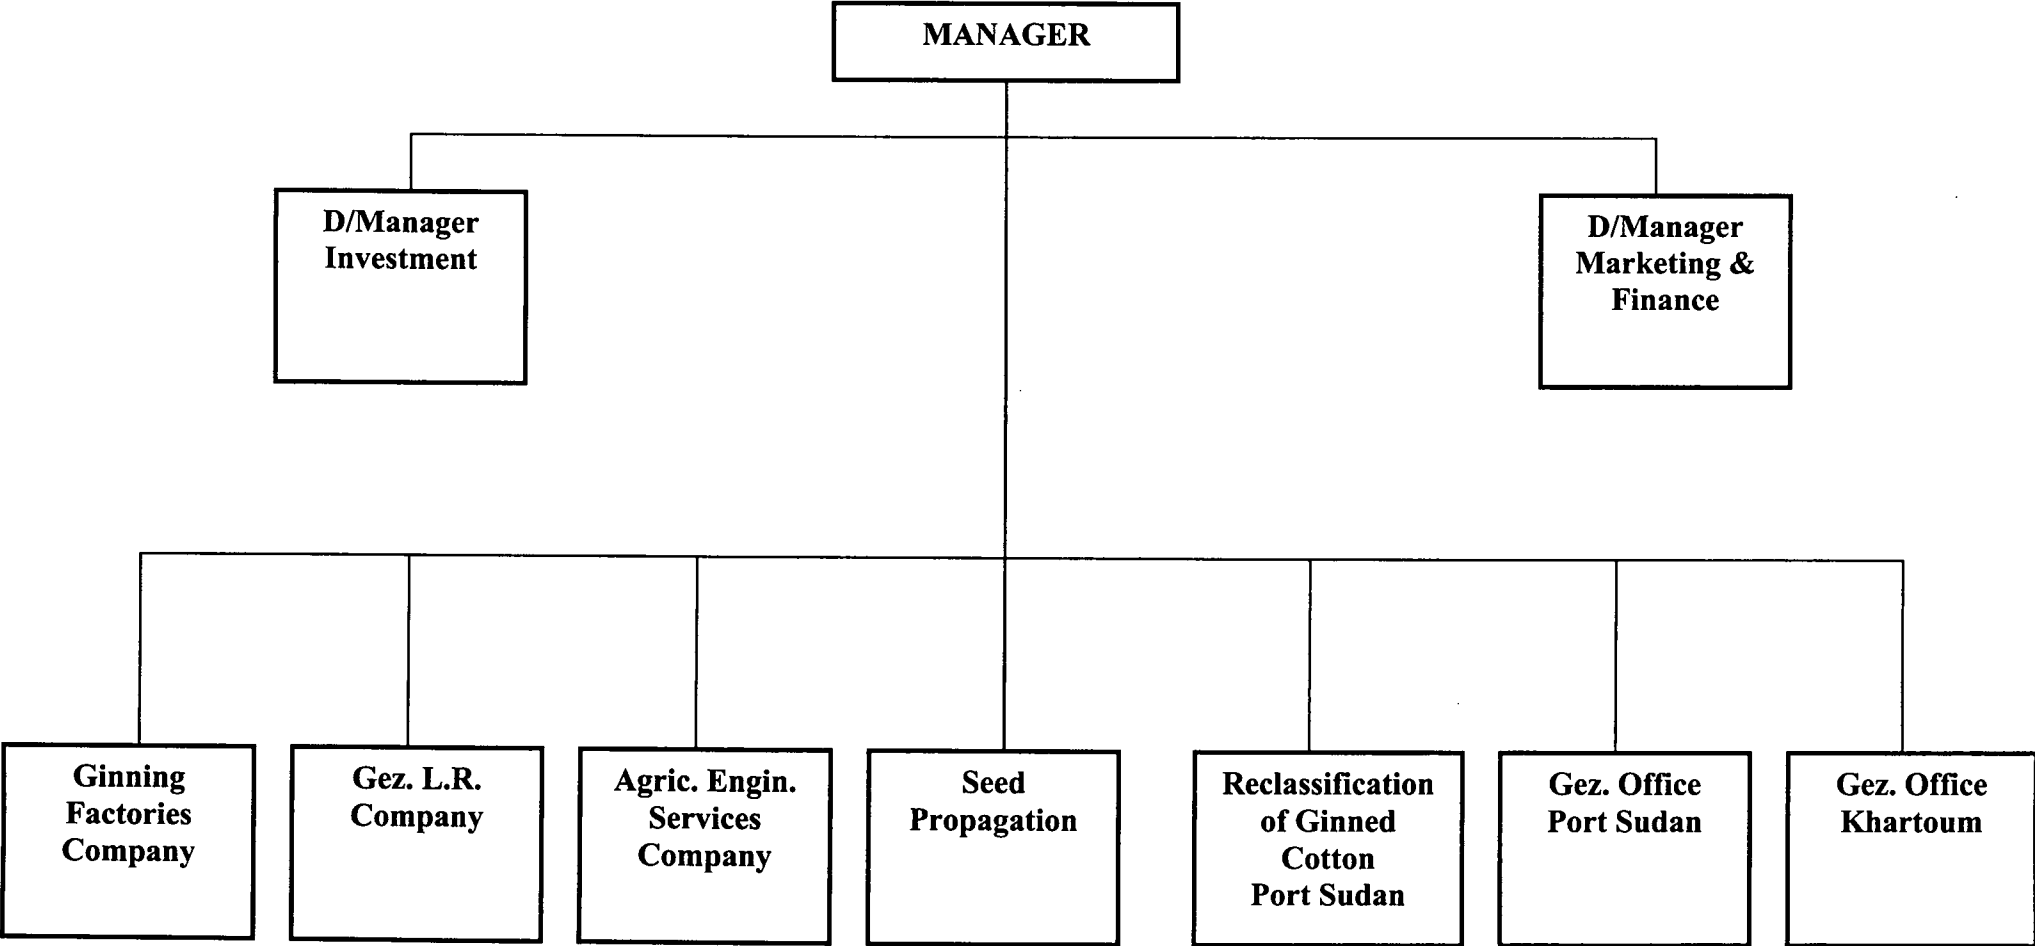 MANAGER
D/Manager
Investment
D/Manager
Marketing &
Finance
Ginning
Factories
Company
Gez. L.R.
Company
Agric. Engin.
Services
Company
Seed
Propagation
Reclassification
of Ginned
Cotton
Port Sudan
Gez. Office
Port Sudan
Gez. Office
Khartoum